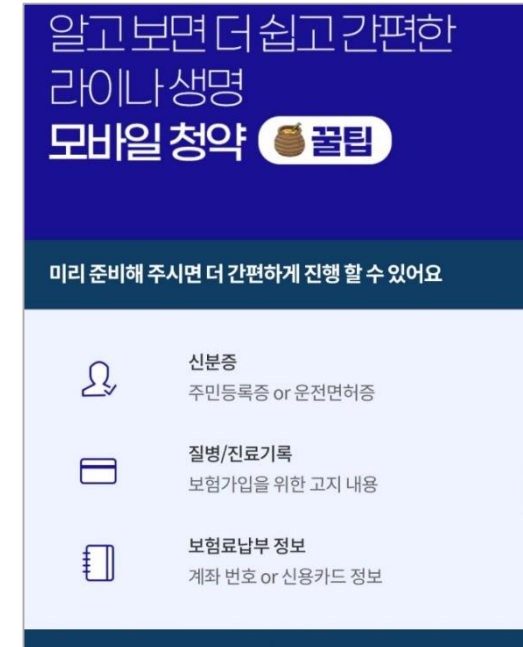 알고 보면 더 쉽고 간편한
라이나 생명
모바일 청약 꿀팁
미리 준비해 주시면 더 간편하게 진행 할 수 있어요
신분증
주민등록증 or 운전면허증
질병/진료기록
보험가입을 위한 고지 내용
보험료납부 정보
계좌 번호 or 신용카드 정보